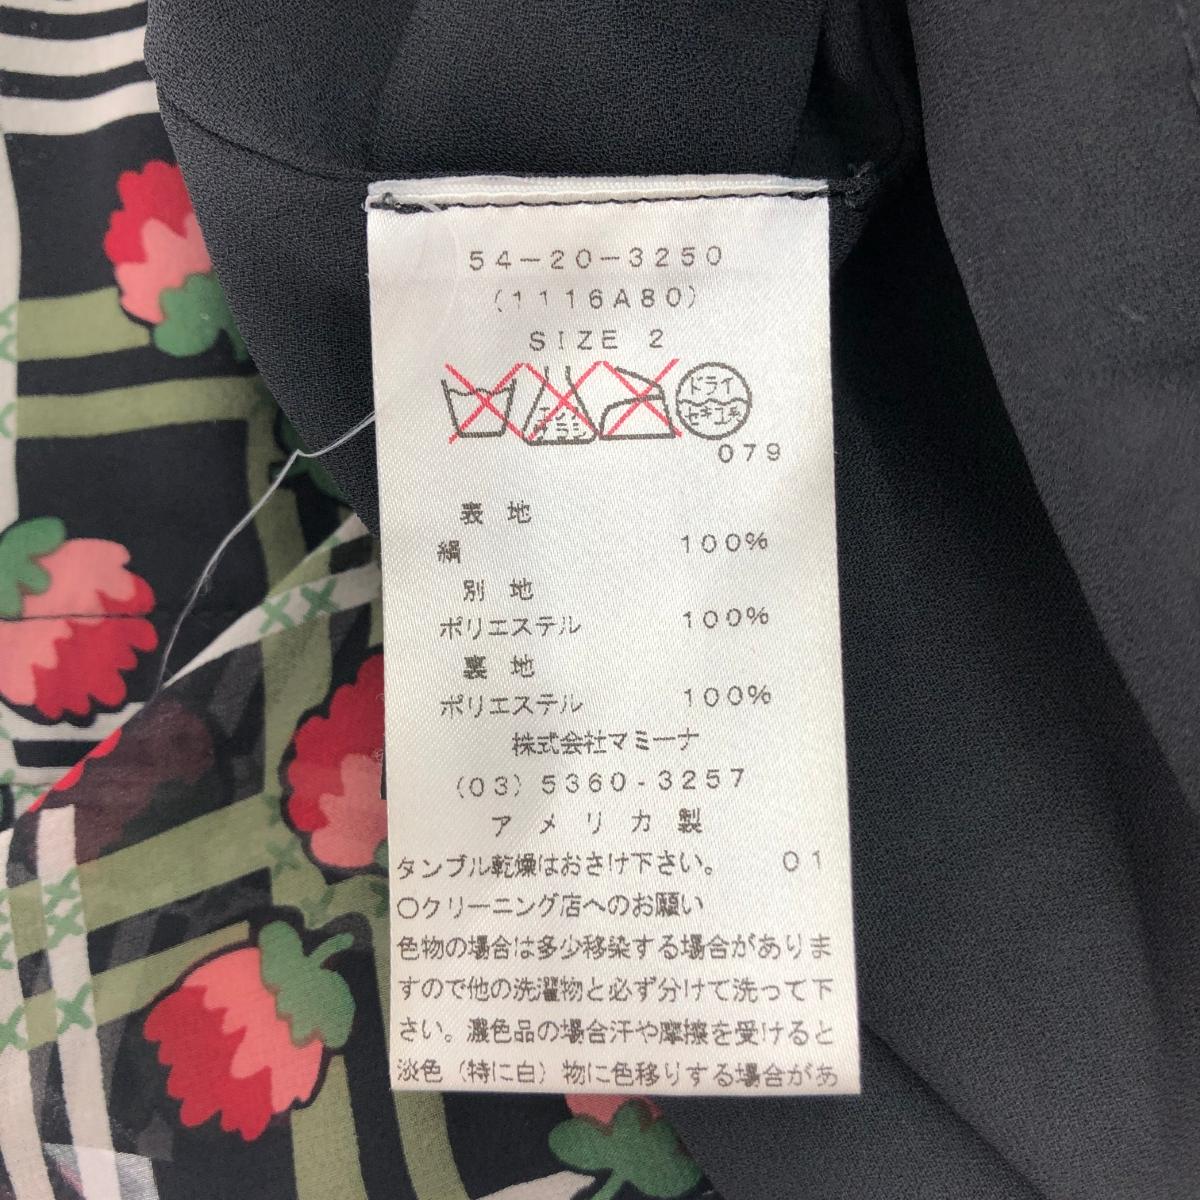 54-20-3250
(1116A80)
SIZE 2
エンソ サラシ
ドライ
セキユ系
079
表地
絹 100%
別地
ポリエステル 100%
裏地
ポリエステル 100%
株式会社マミーナ
(03)5360-3257
アメリカ製
タンブル乾燥はおさけ下さい。 01
〇クリーニング店へのお願い
色物の場合は多少移染する場合がありま
すので他の洗濯物と必ず分けて洗って下
さい。濃色品の場合汗や摩擦を受けると
淡色(特に白)物に色移りする場合があ